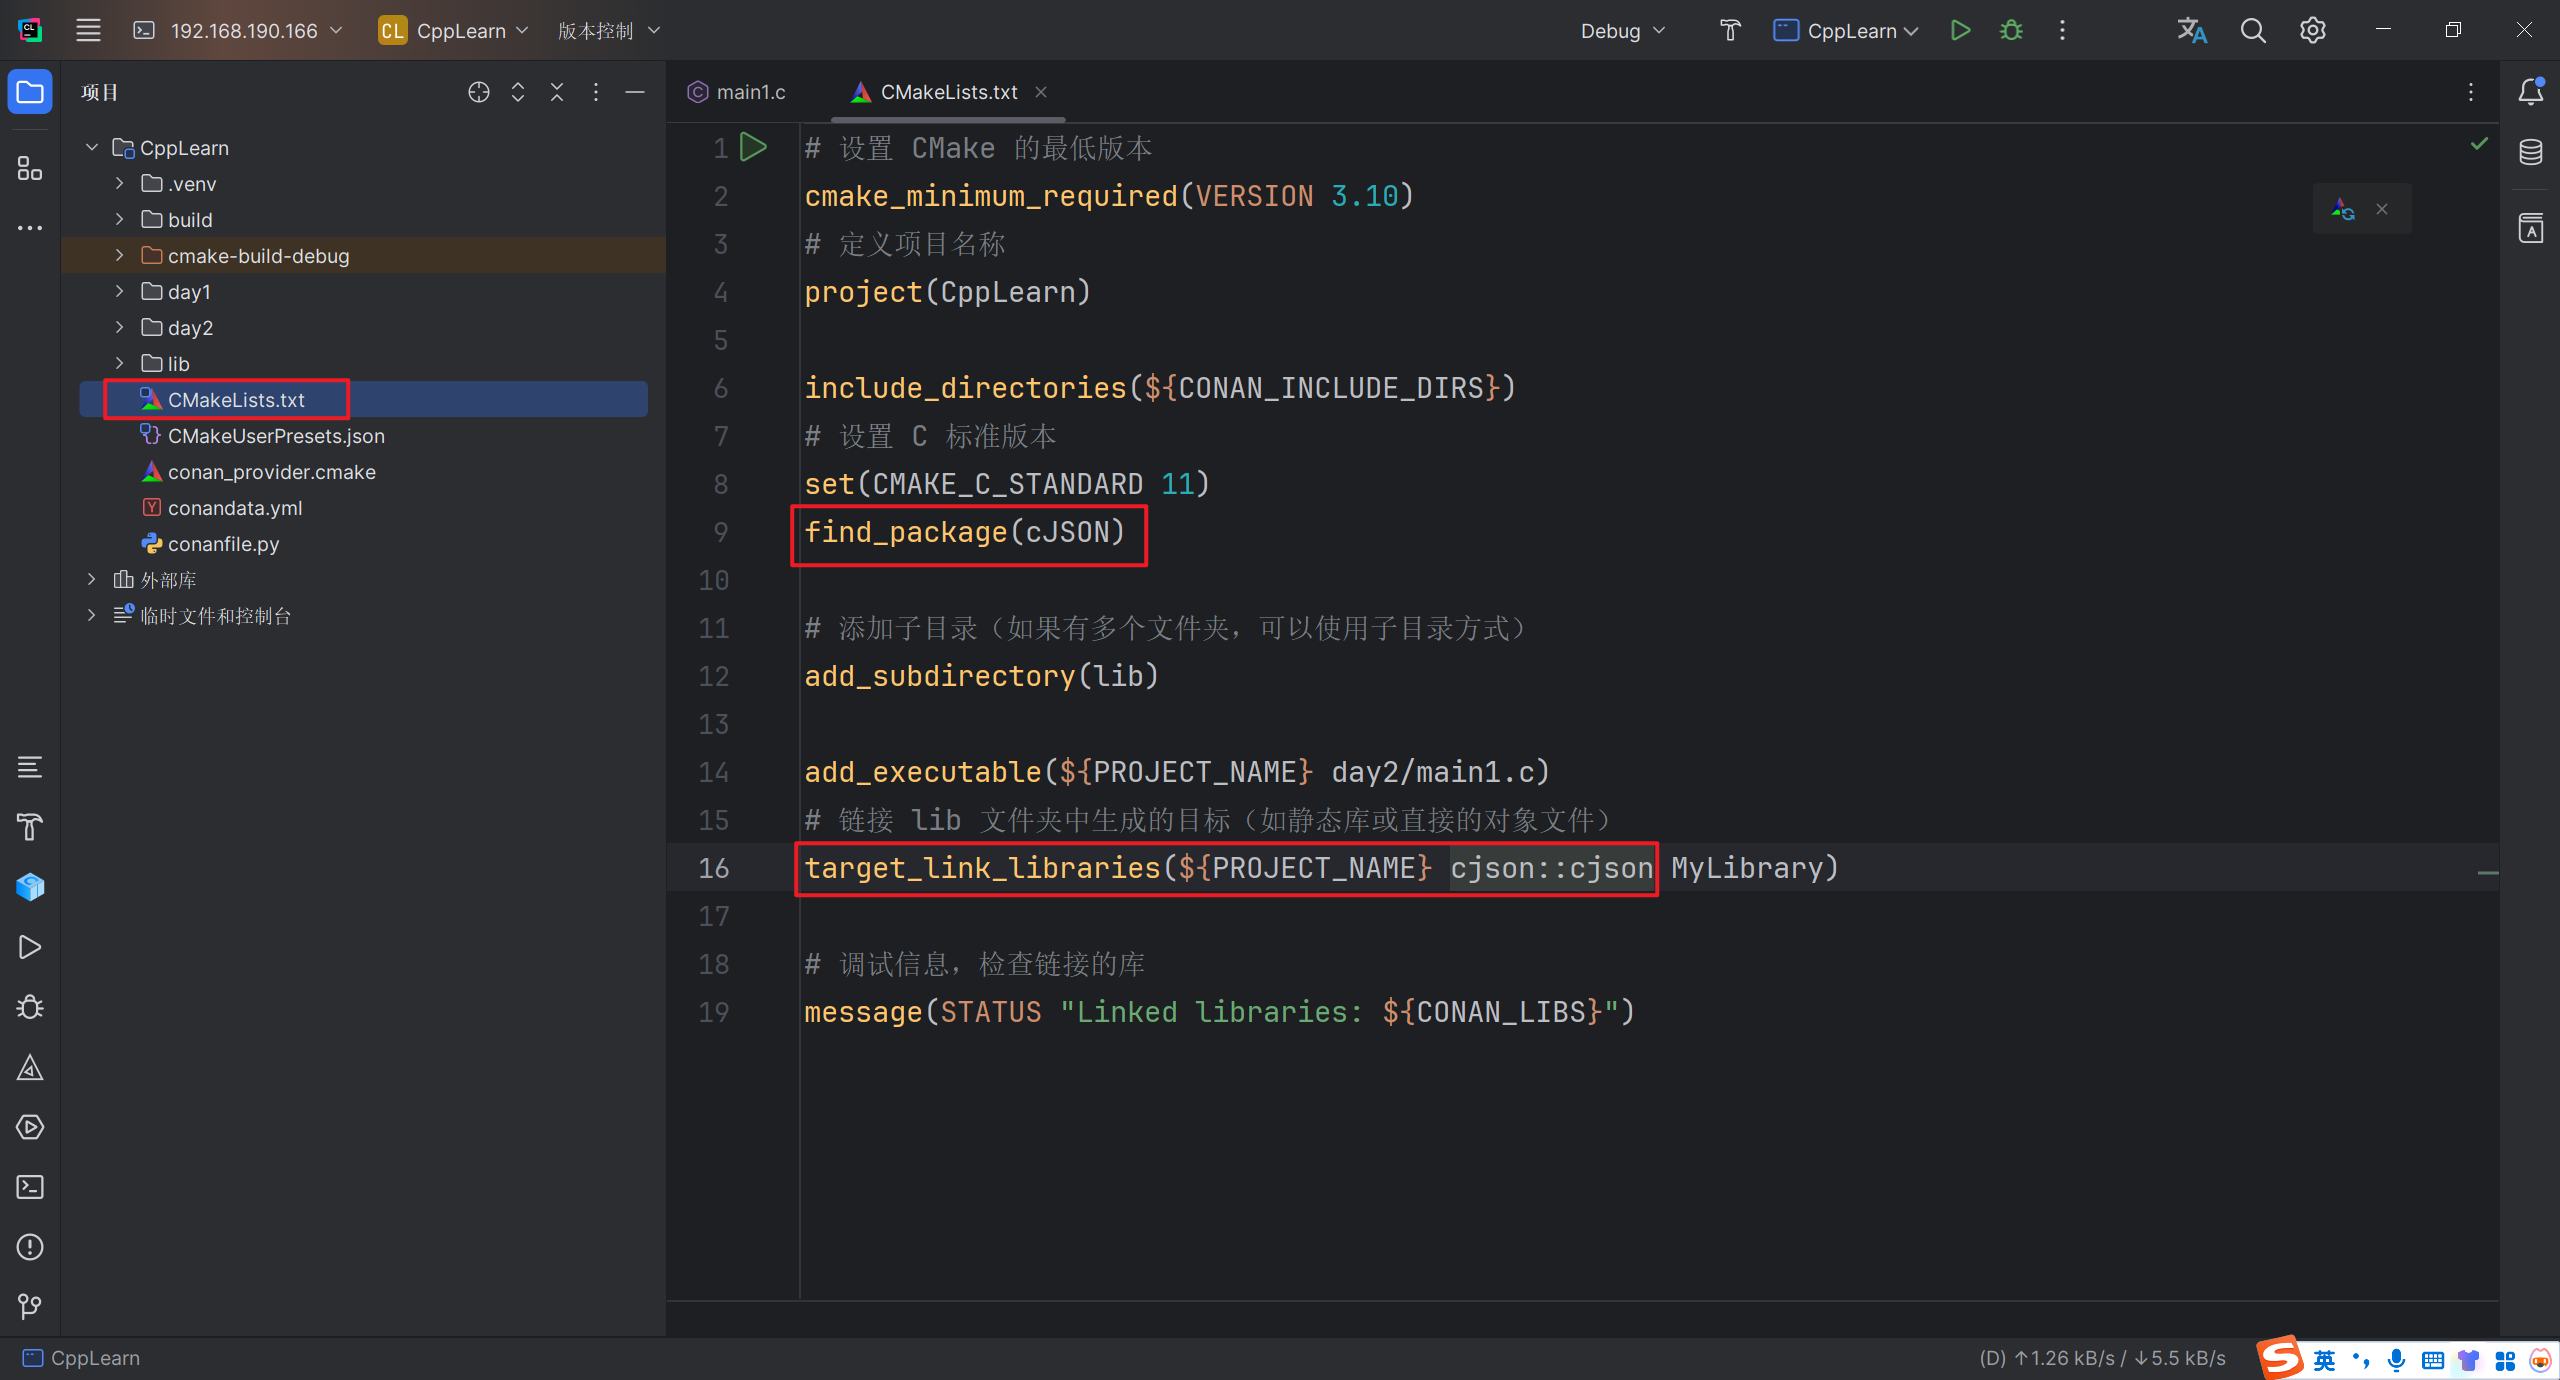 192.168.190.166
CL CppLearn
版本控制
Debug
CppLearn
项目
main1.c
CMakeLists.txt
CppLearn
.venv
build
cmake-build-debug
day1
day2
lib
CMakeLists.txt
CMakeUserPresets.json
conan_provider.cmake
conandata.yml
conanfile.py
外部库
临时文件和控制台
1 # 设置 CMake 的最低版本
2 cmake_minimum_required(VERSION 3.10)
3 # 定义项目名称
4 project(CppLearn)
5
6 include_directories(${CONAN_INCLUDE_DIRS})
7 # 设置 C 标准版本
8 set(CMAKE_C_STANDARD 11)
9 find_package(cJSON)
10
11 # 添加子目录（如果有多个文件夹，可以使用子目录方式）
12 add_subdirectory(lib)
13
14 add_executable(${PROJECT_NAME} day2/main1.c)
15 # 链接 lib 文件夹中生成的目标（如静态库或直接的对象文件）
16 target_link_libraries(${PROJECT_NAME} cjson::cjson MyLibrary)
17
18 # 调试信息，检查链接的库
19 message(STATUS "Linked libraries: ${CONAN_LIBS}")
CppLearn
(D) ↑1.26 kB/s / ↓5.5 kB/s
英